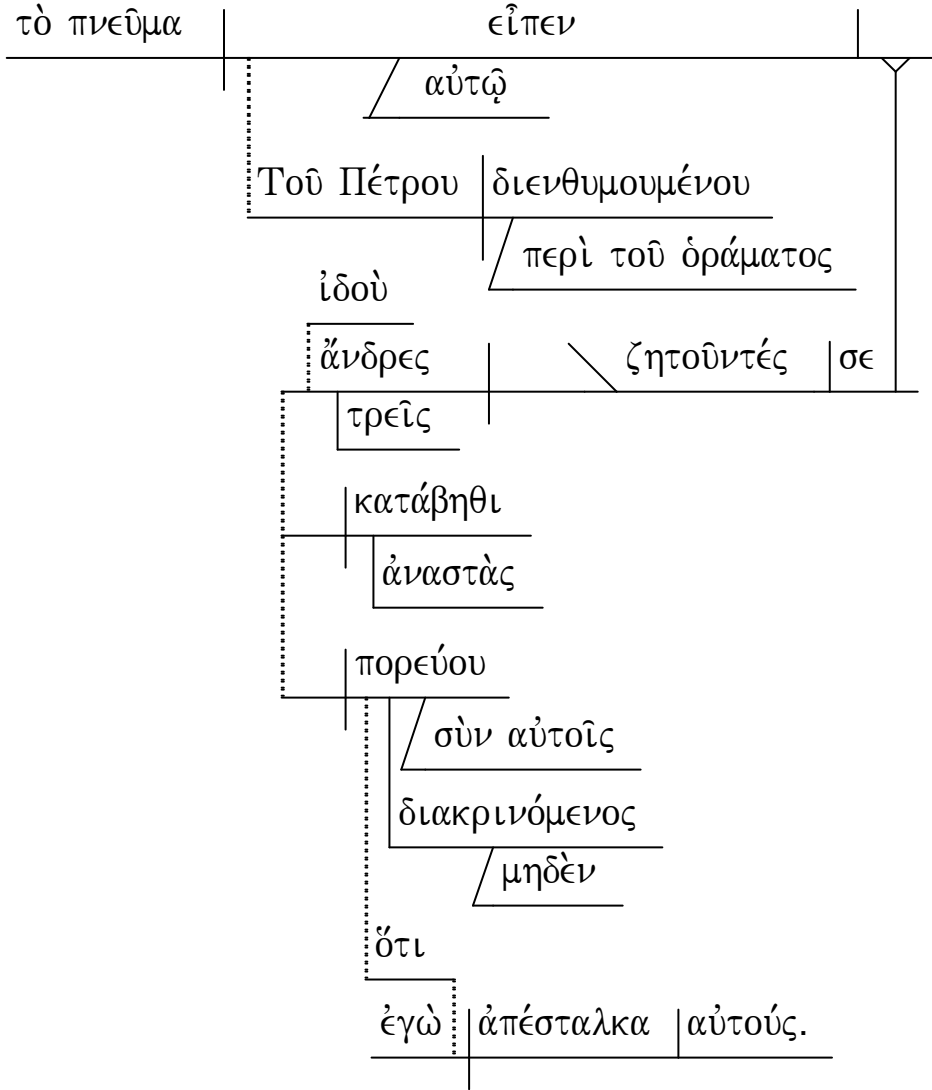 τὸ πνεῦμα εἶπεν
αὐτῷ
Τοῦ Πέτρου διενθυμουμένου
περὶ τοῦ ὁράματος
ἰδοὺ
ἄνδρες ζητοῦντές σε
τρεῖς
κατάβηθι
ἀναστὰς
πορεύου
σὺν αὐτοῖς
διακρινόμενος
μηδὲν
ὅτι
ἐγὼ ἀπέσταλκα αὐτούς.